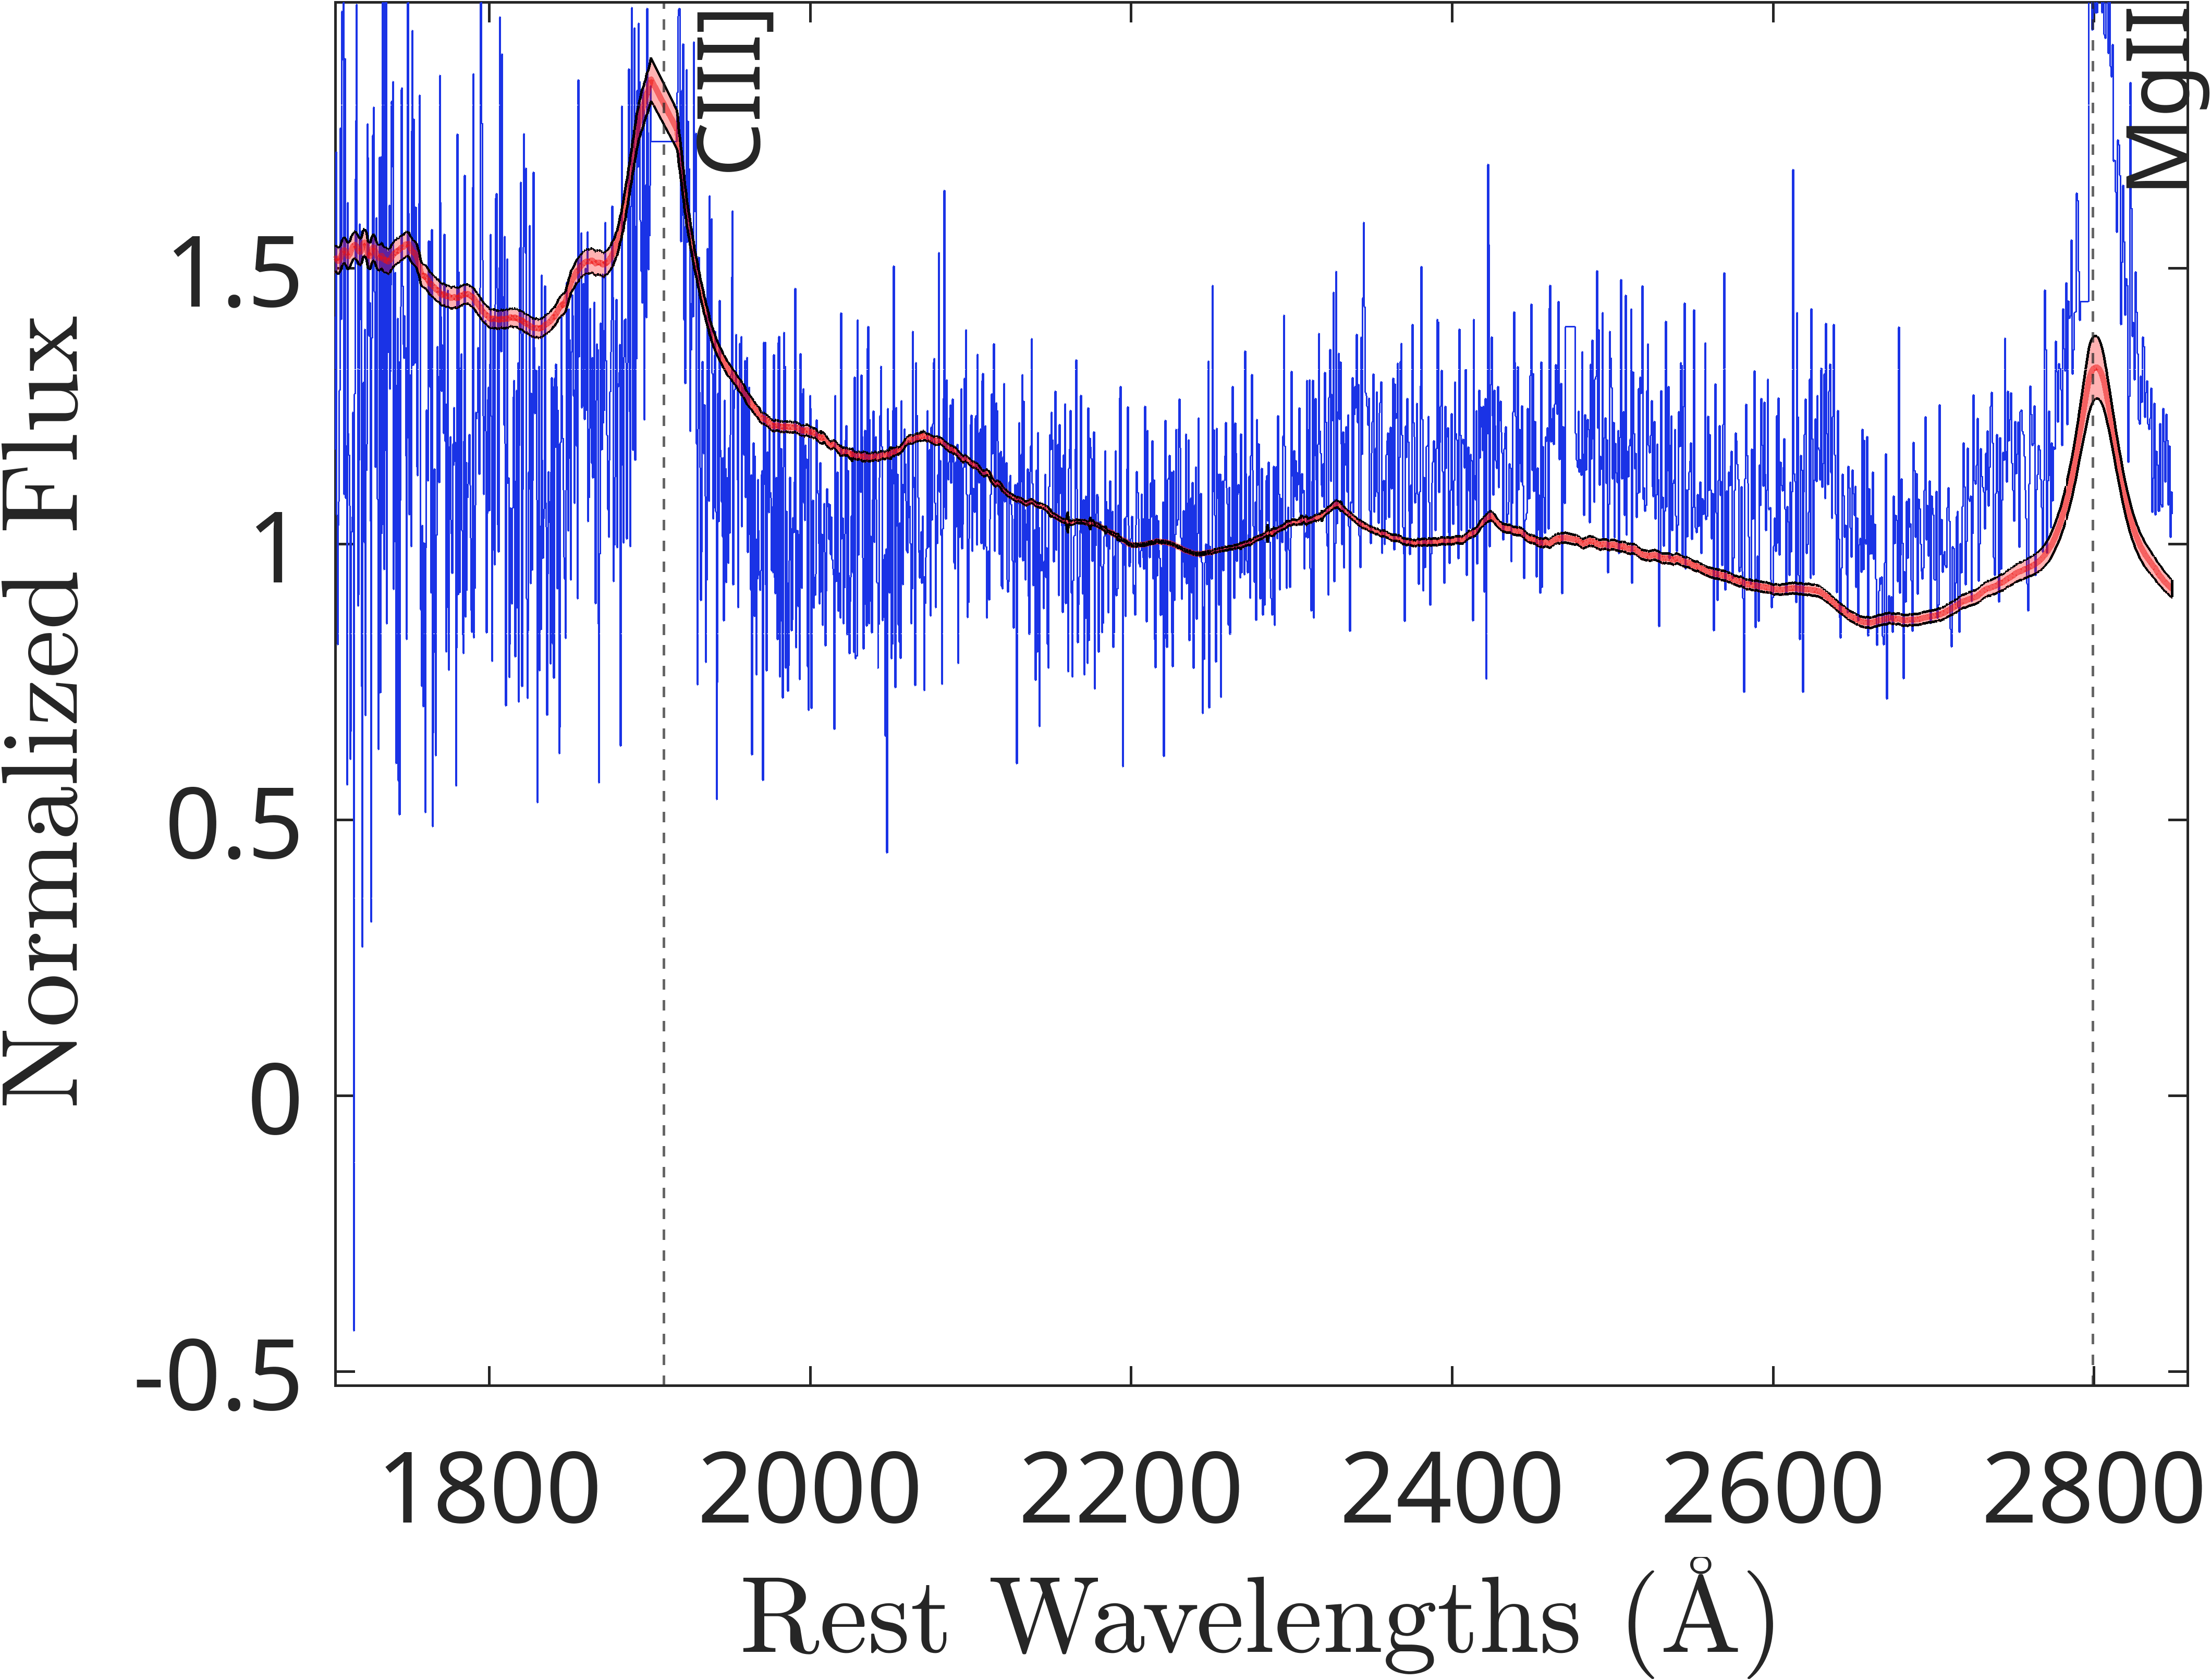 CIII]
MgII
Normalized Flux
1.5
1
0.5
0
-0.5
1800 2000 2200 2400 2600 2800
Rest Wavelengths (Å)